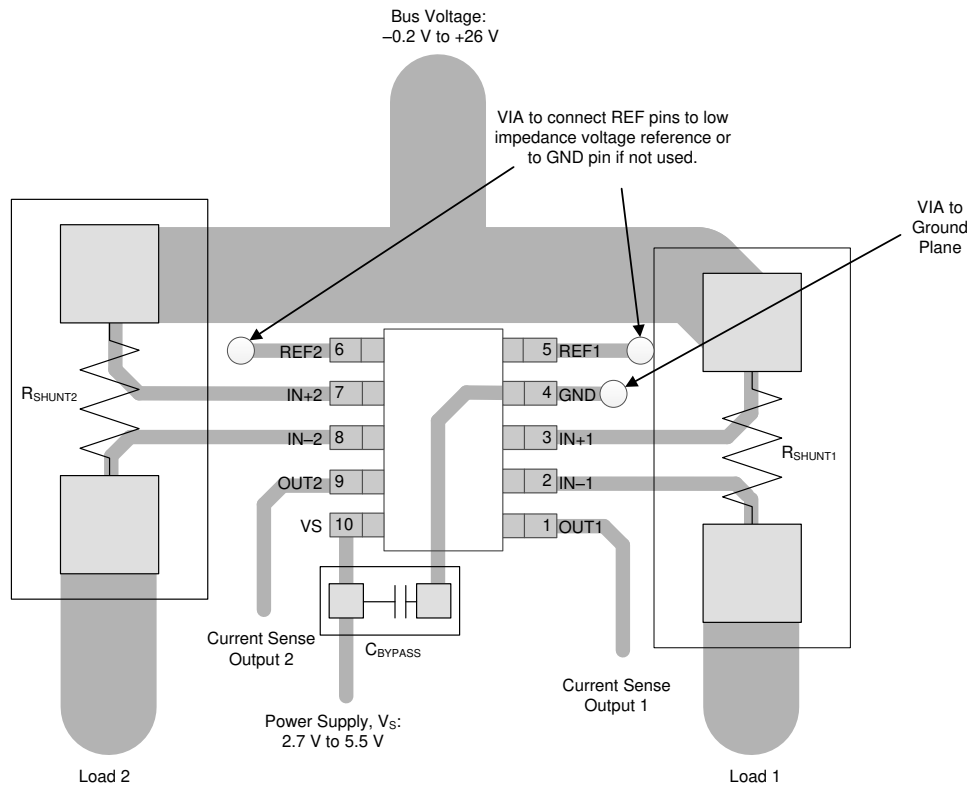 Bus Voltage:
–0.2 V to +26 V
VIA to connect REF pins to low
impedance voltage reference or
to GND pin if not used.
VIA to
Ground
Plane
REF2 6
5 REF1
IN+2 7
4 GND
RSHUNT2
IN–2 8
3 IN+1
RSHUNT1
OUT2 9
2 IN–1
VS 10
1 OUT1
Current Sense
Output 2
CBYPASS
Current Sense
Output 1
Power Supply, VS:
2.7 V to 5.5 V
Load 2
Load 1